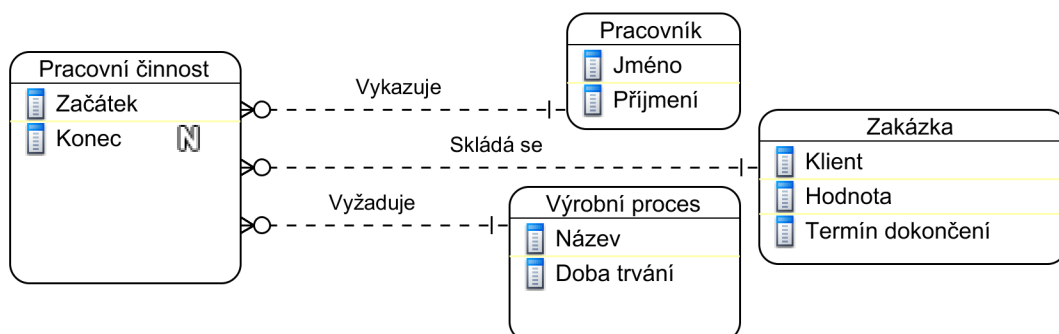 Pracovní činnost
Začátek
Konec
N
Vykazuje
Skládá se
Vyžaduje
Pracovník
Jméno
Příjmení
Zakázka
Klient
Hodnota
Termín dokončení
Výrobní proces
Název
Doba trvání